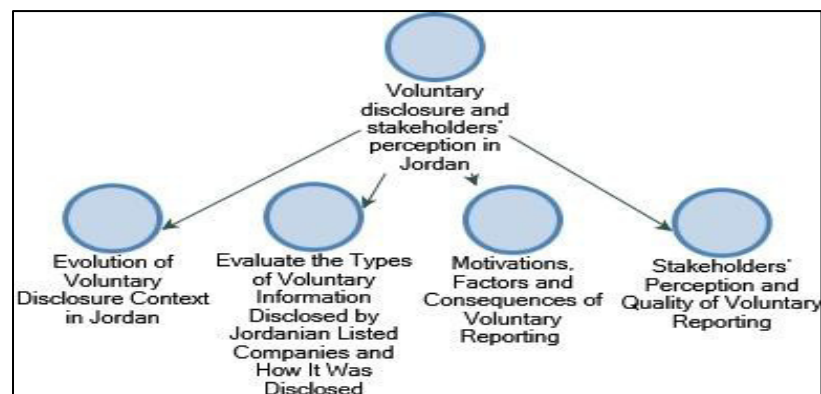 Voluntary
disclosure and
stakeholders'
perception in
Jordan
Evolution of
Voluntary
Disclosure Context
in Jordan
Evaluate the Types
of Voluntary
Information
Disclosed by
Jordanian Listed
Companies and
How It Was
Disclosed
Motivations,
Factors and
Consequences of
Voluntary
Reporting
Stakeholders'
Perception and
Quality of Voluntary
Reporting